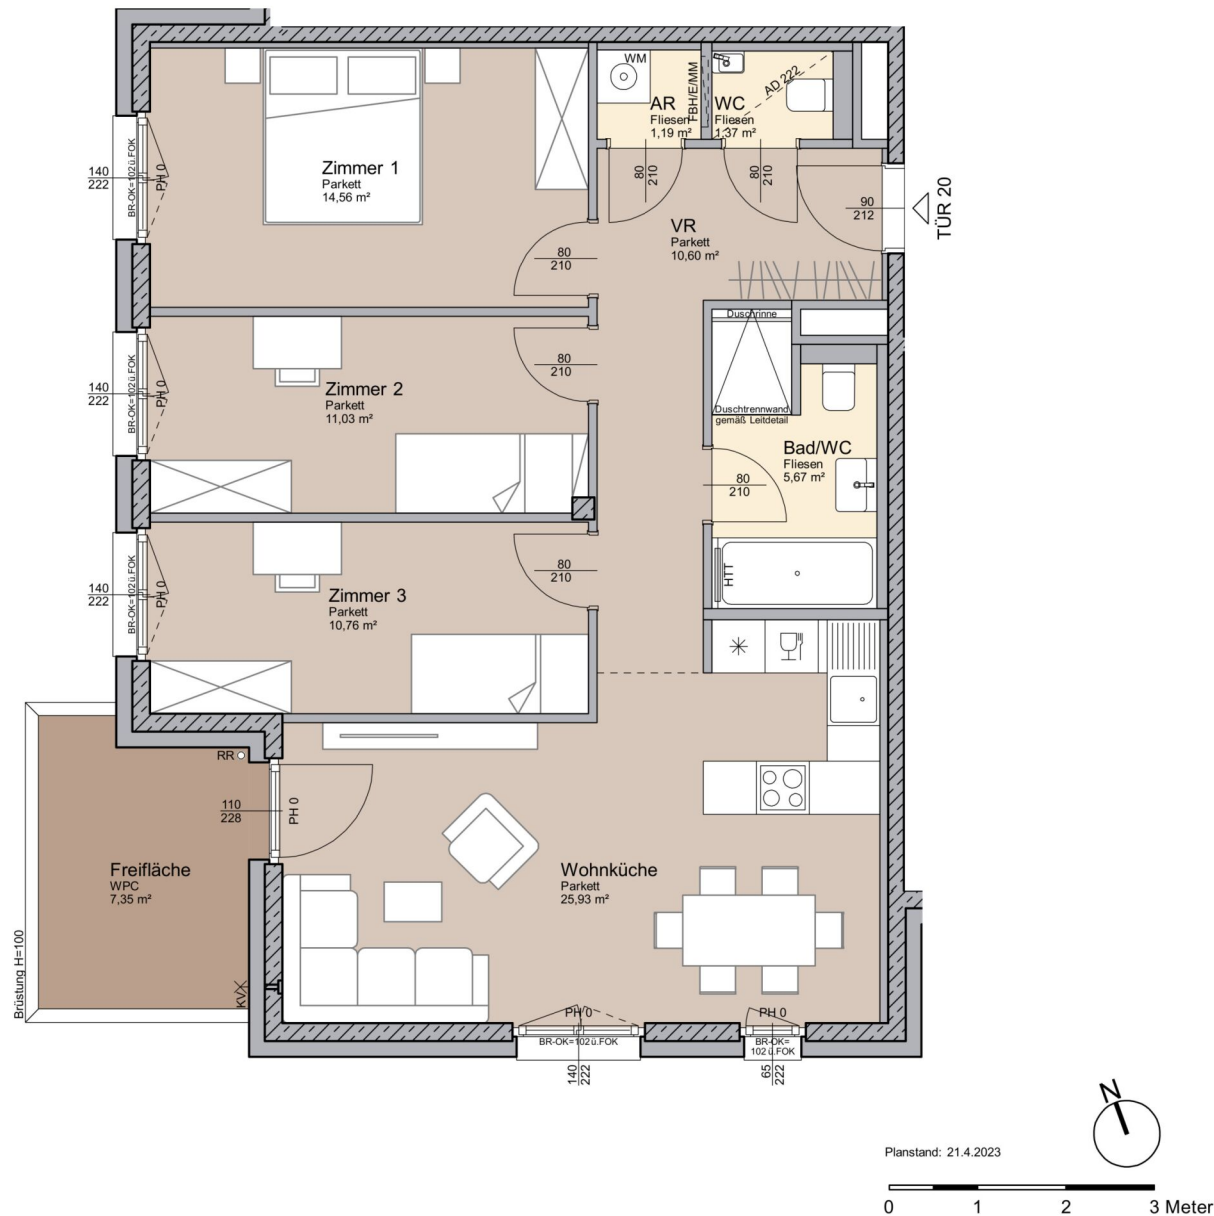 WM
FBH/E/MM
AR
Fliesen
1,19 m²
WC
Fliesen
1,37 m²
AD 222
Zimmer 1
Parkett
14,56 m²
140
222
BR-OK=102ü.FOK
PH 0
80
210
80
210
90
212
TÜR 20
VR
Parkett
10,60 m²
80
210
Duschrinne
Zimmer 2
Parkett
11,03 m²
140
222
BR-OK=102ü.FOK
PH 0
80
210
Duschtrennwand
gemäß Leitdetail
Bad/WC
Fliesen
5,67 m²
80
210
HTT
Zimmer 3
Parkett
10,76 m²
140
222
BR-OK=102ü.FOK
PH 0
80
210
RR
110
228
PH 0
Freifläche
WPC
7,35 m²
Wohnküche
Parkett
25,93 m²
Brüstung H=100
KV
PH 0
BR-OK=102ü.FOK
140
222
PH 0
BR-OK=
102ü.FOK
65
222
N
Planstand: 21.4.2023
0 1 2 3 Meter